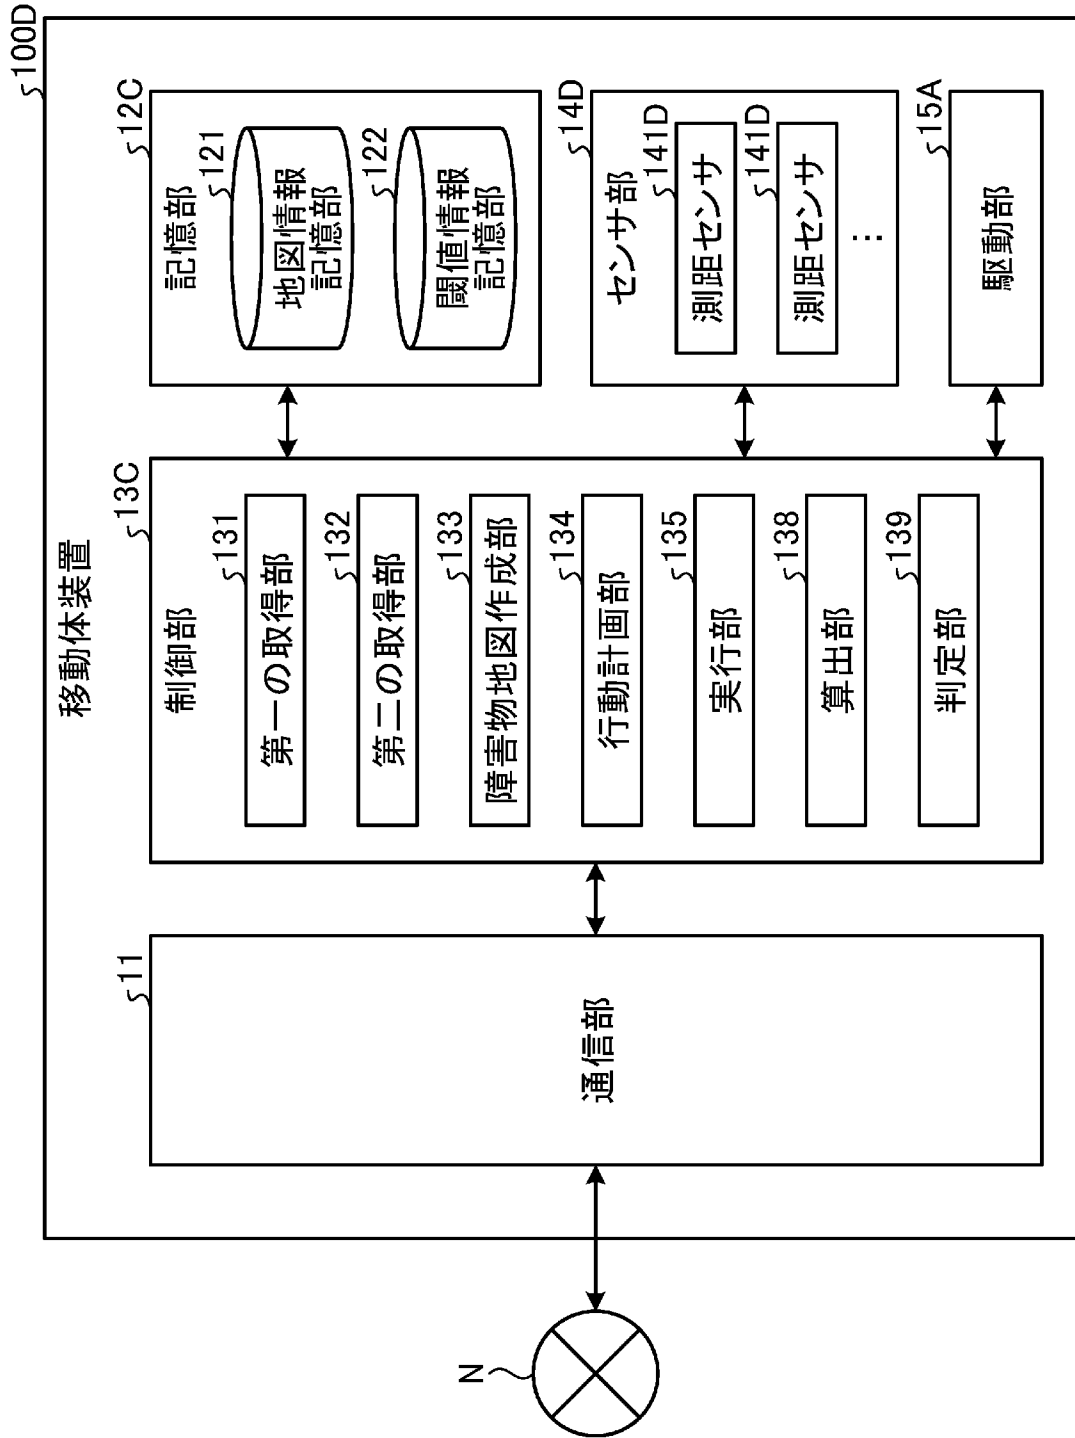 100D
移動体装置
N
11
通信部
13C
制御部
131
第一の取得部
132
第二の取得部
133
障害物地図作成部
134
行動計画部
135
実行部
138
算出部
139
判定部
12C
記憶部
121
地図情報
記憶部
122
閾値情報
記憶部
14D
センサ部
141D
測距センサ
141D
測距センサ
…
15A
駆動部